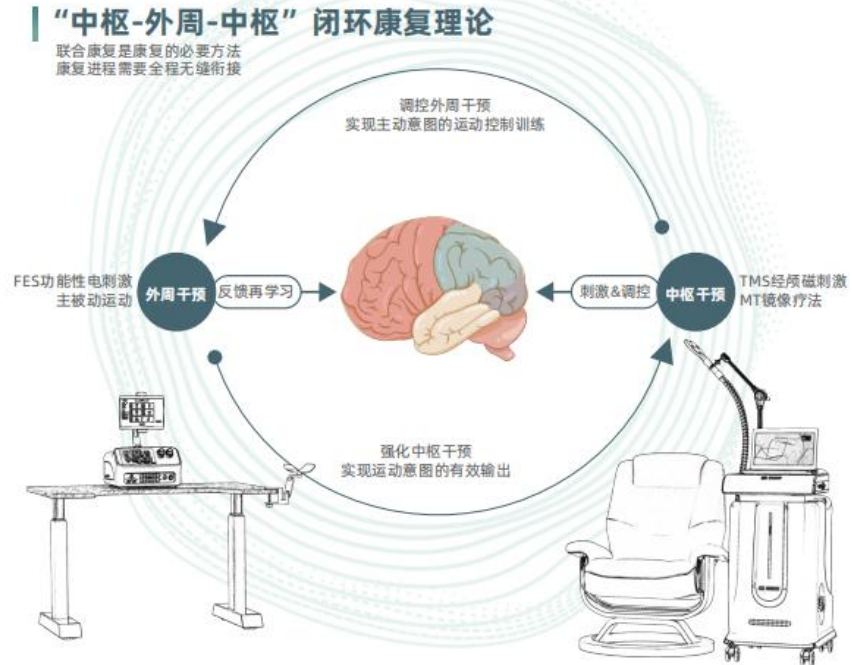 “中枢-外周-中枢”闭环康复理论
联合康复是康复的必要方法
康复进程需要全程无缝衔接
调控外周干预
实现主动意图的运动控制训练
FES功能性电刺激
主被动运动
外周干预
反馈再学习
刺激&调控
中枢干预
TMS经颅磁刺激
MT镜像疗法
强化中枢干预
实现运动意图的有效输出